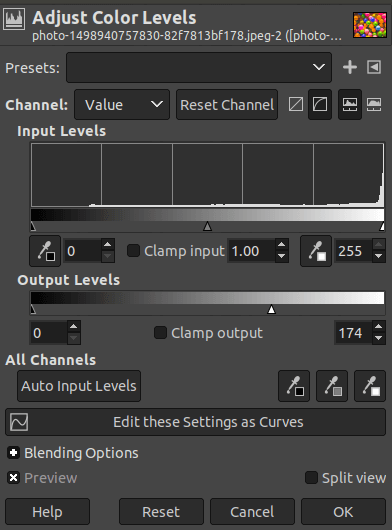 Adjust Color Levels
photo-1498940757830-82f7813bf178.jpeg-2 ([photo-...
Presets:
Channel: Value Reset Channel
Input Levels
0 Clamp input 1.00 255
Output Levels
0 Clamp output 174
All Channels
Auto Input Levels
Edit these Settings as Curves
Blending Options
Preview Split view
Help Reset Cancel OK